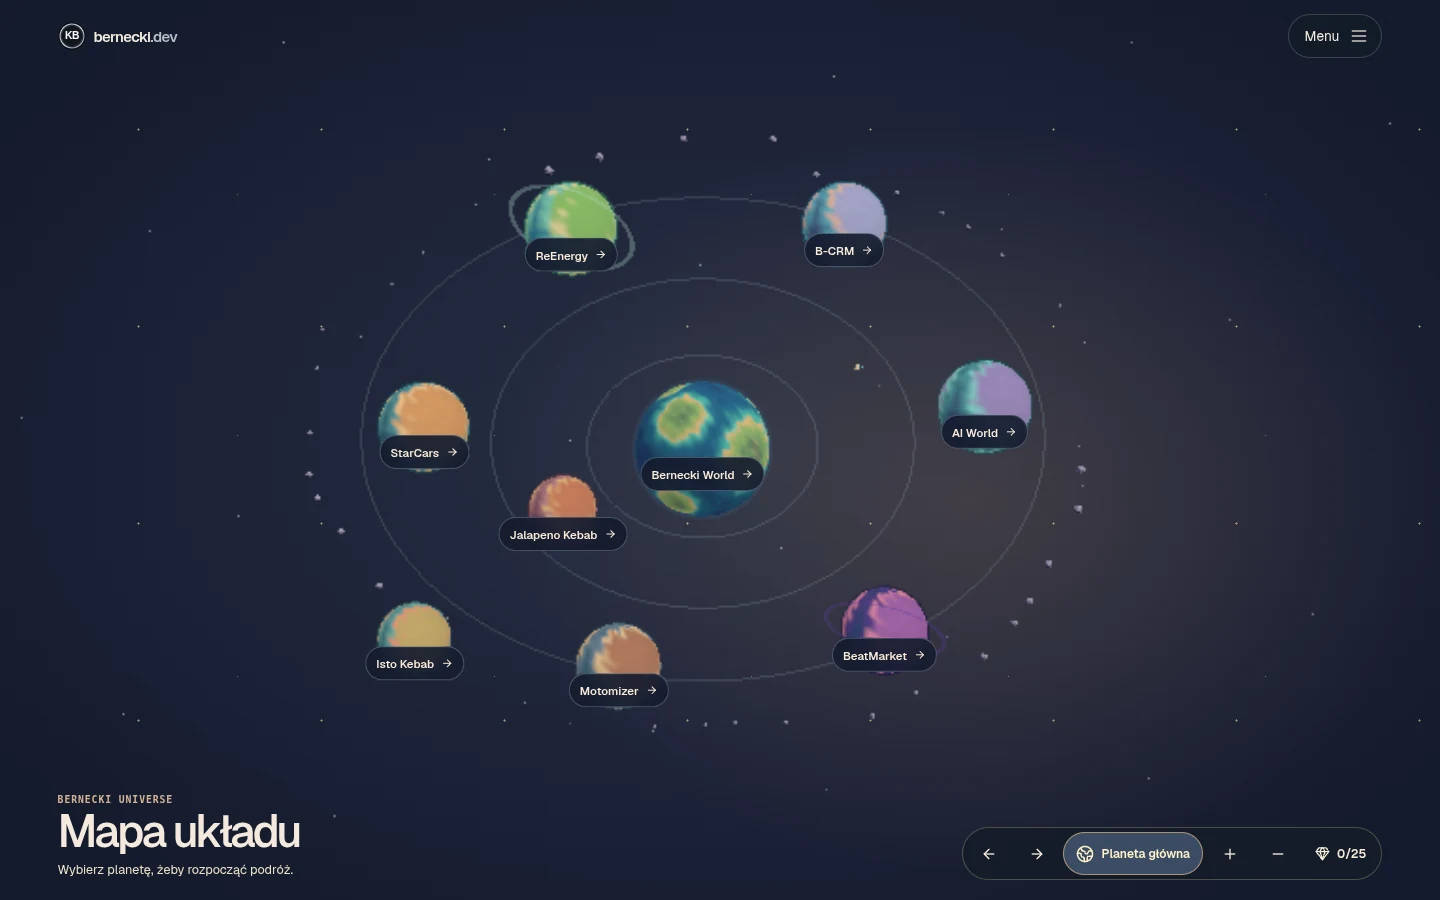 KB bernecki.dev
Menu
ReEnergy
B-CRM
StarCars
AI World
Bernecki World
Jalapeno Kebab
Isto Kebab
BeatMarket
Motomizer
BERNECKI UNIVERSE
Mapa układu
Wybierz planetę, żeby rozpocząć podróż.
Planeta główna
0/25